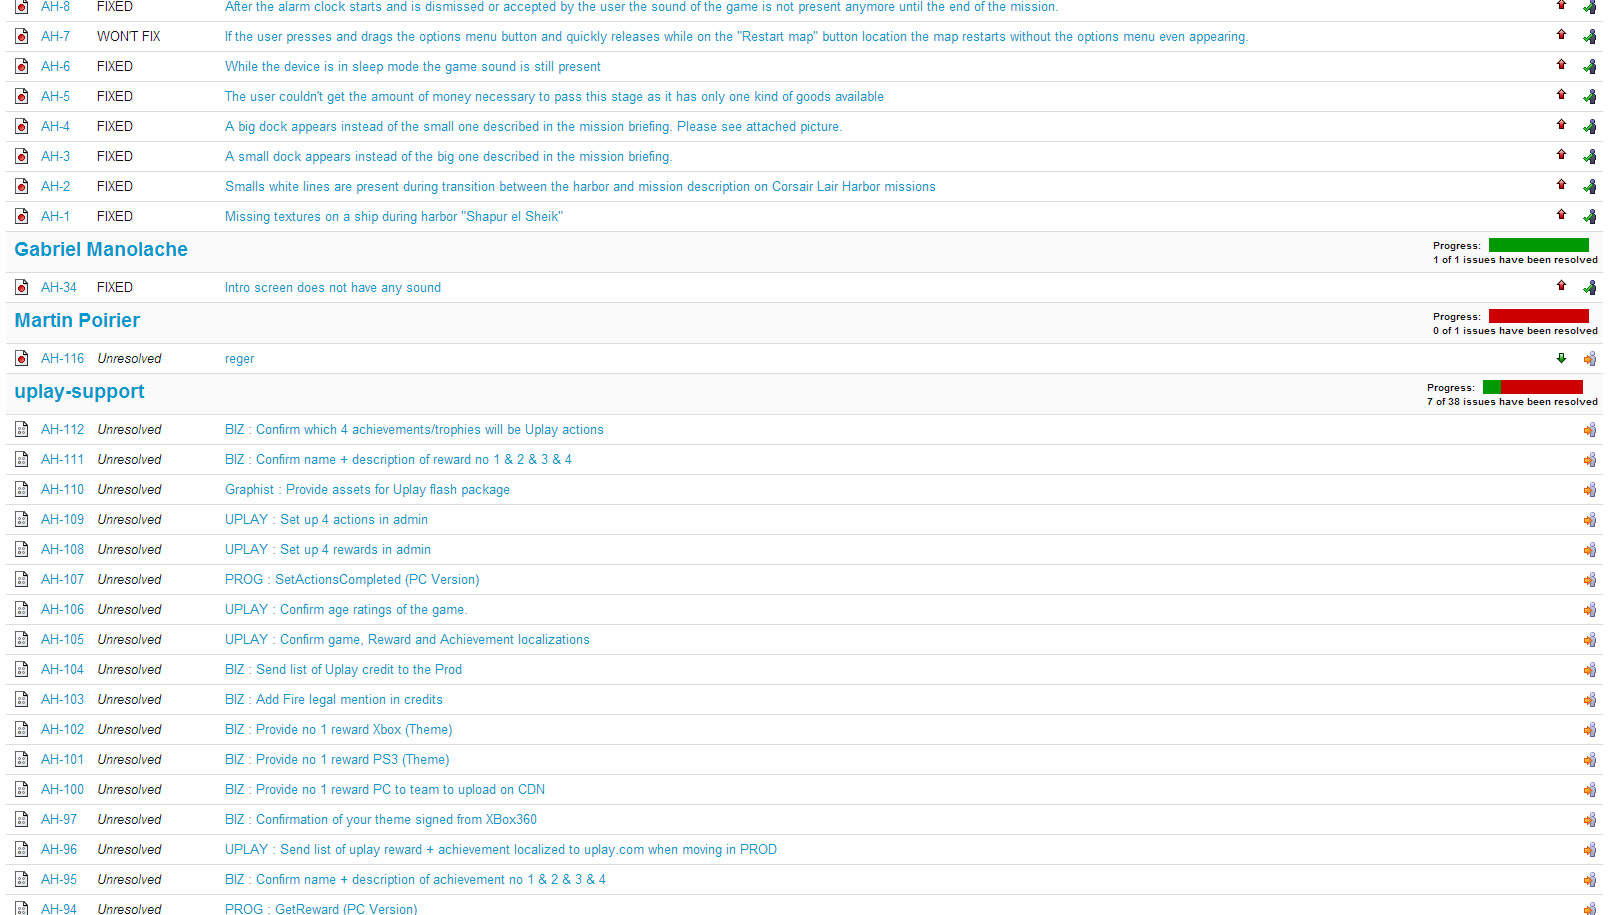 AH-8 FIXED After the alarm clock starts and is dismissed or accepted by the user the sound of the game is not present anymore until the end of the mission.
AH-7 WON'T FIX If the user presses and drags the options menu button and quickly releases while on the "Restart map" button location the map restarts without the options menu even appearing.
AH-6 FIXED While the device is in sleep mode the game sound is still present
AH-5 FIXED The user couldn't get the amount of money necessary to pass this stage as it has only one kind of goods available
AH-4 FIXED A big dock appears instead of the small one described in the mission briefing. Please see attached picture.
AH-3 FIXED A small dock appears instead of the big one described in the mission briefing.
AH-2 FIXED Smalls white lines are present during transition between the harbor and mission description on Corsair Lair Harbor missions
AH-1 FIXED Missing textures on a ship during harbor "Shapur el Sheik"
Gabriel Manolache Progress:
1 of 1 issues have been resolved
AH-34 FIXED Intro screen does not have any sound
Martin Poirier Progress:
0 of 1 issues have been resolved
AH-116 Unresolved reger
uplay-support Progress:
7 of 38 issues have been resolved
AH-112 Unresolved BIZ : Confirm which 4 achievements/trophies will be Uplay actions
AH-111 Unresolved BIZ : Confirm name + description of reward no 1 & 2 & 3 & 4
AH-110 Unresolved Graphist : Provide assets for Uplay flash package
AH-109 Unresolved UPLAY : Set up 4 actions in admin
AH-108 Unresolved UPLAY : Set up 4 rewards in admin
AH-107 Unresolved PROG : SetActionsCompleted (PC Version)
AH-106 Unresolved UPLAY : Confirm age ratings of the game.
AH-105 Unresolved UPLAY : Confirm game, Reward and Achievement localizations
AH-104 Unresolved BIZ : Send list of Uplay credit to the Prod
AH-103 Unresolved BIZ : Add Fire legal mention in credits
AH-102 Unresolved BIZ : Provide no 1 reward Xbox (Theme)
AH-101 Unresolved BIZ : Provide no 1 reward PS3 (Theme)
AH-100 Unresolved BIZ : Provide no 1 reward PC to team to upload on CDN
AH-97 Unresolved BIZ : Confirmation of your theme signed from XBox360
AH-96 Unresolved UPLAY : Send list of uplay reward + achievement localized to uplay.com when moving in PROD
AH-95 Unresolved BIZ : Confirm name + description of achievement no 1 & 2 & 3 & 4
AH-94 Unresolved PROG : GetReward (PC Version)